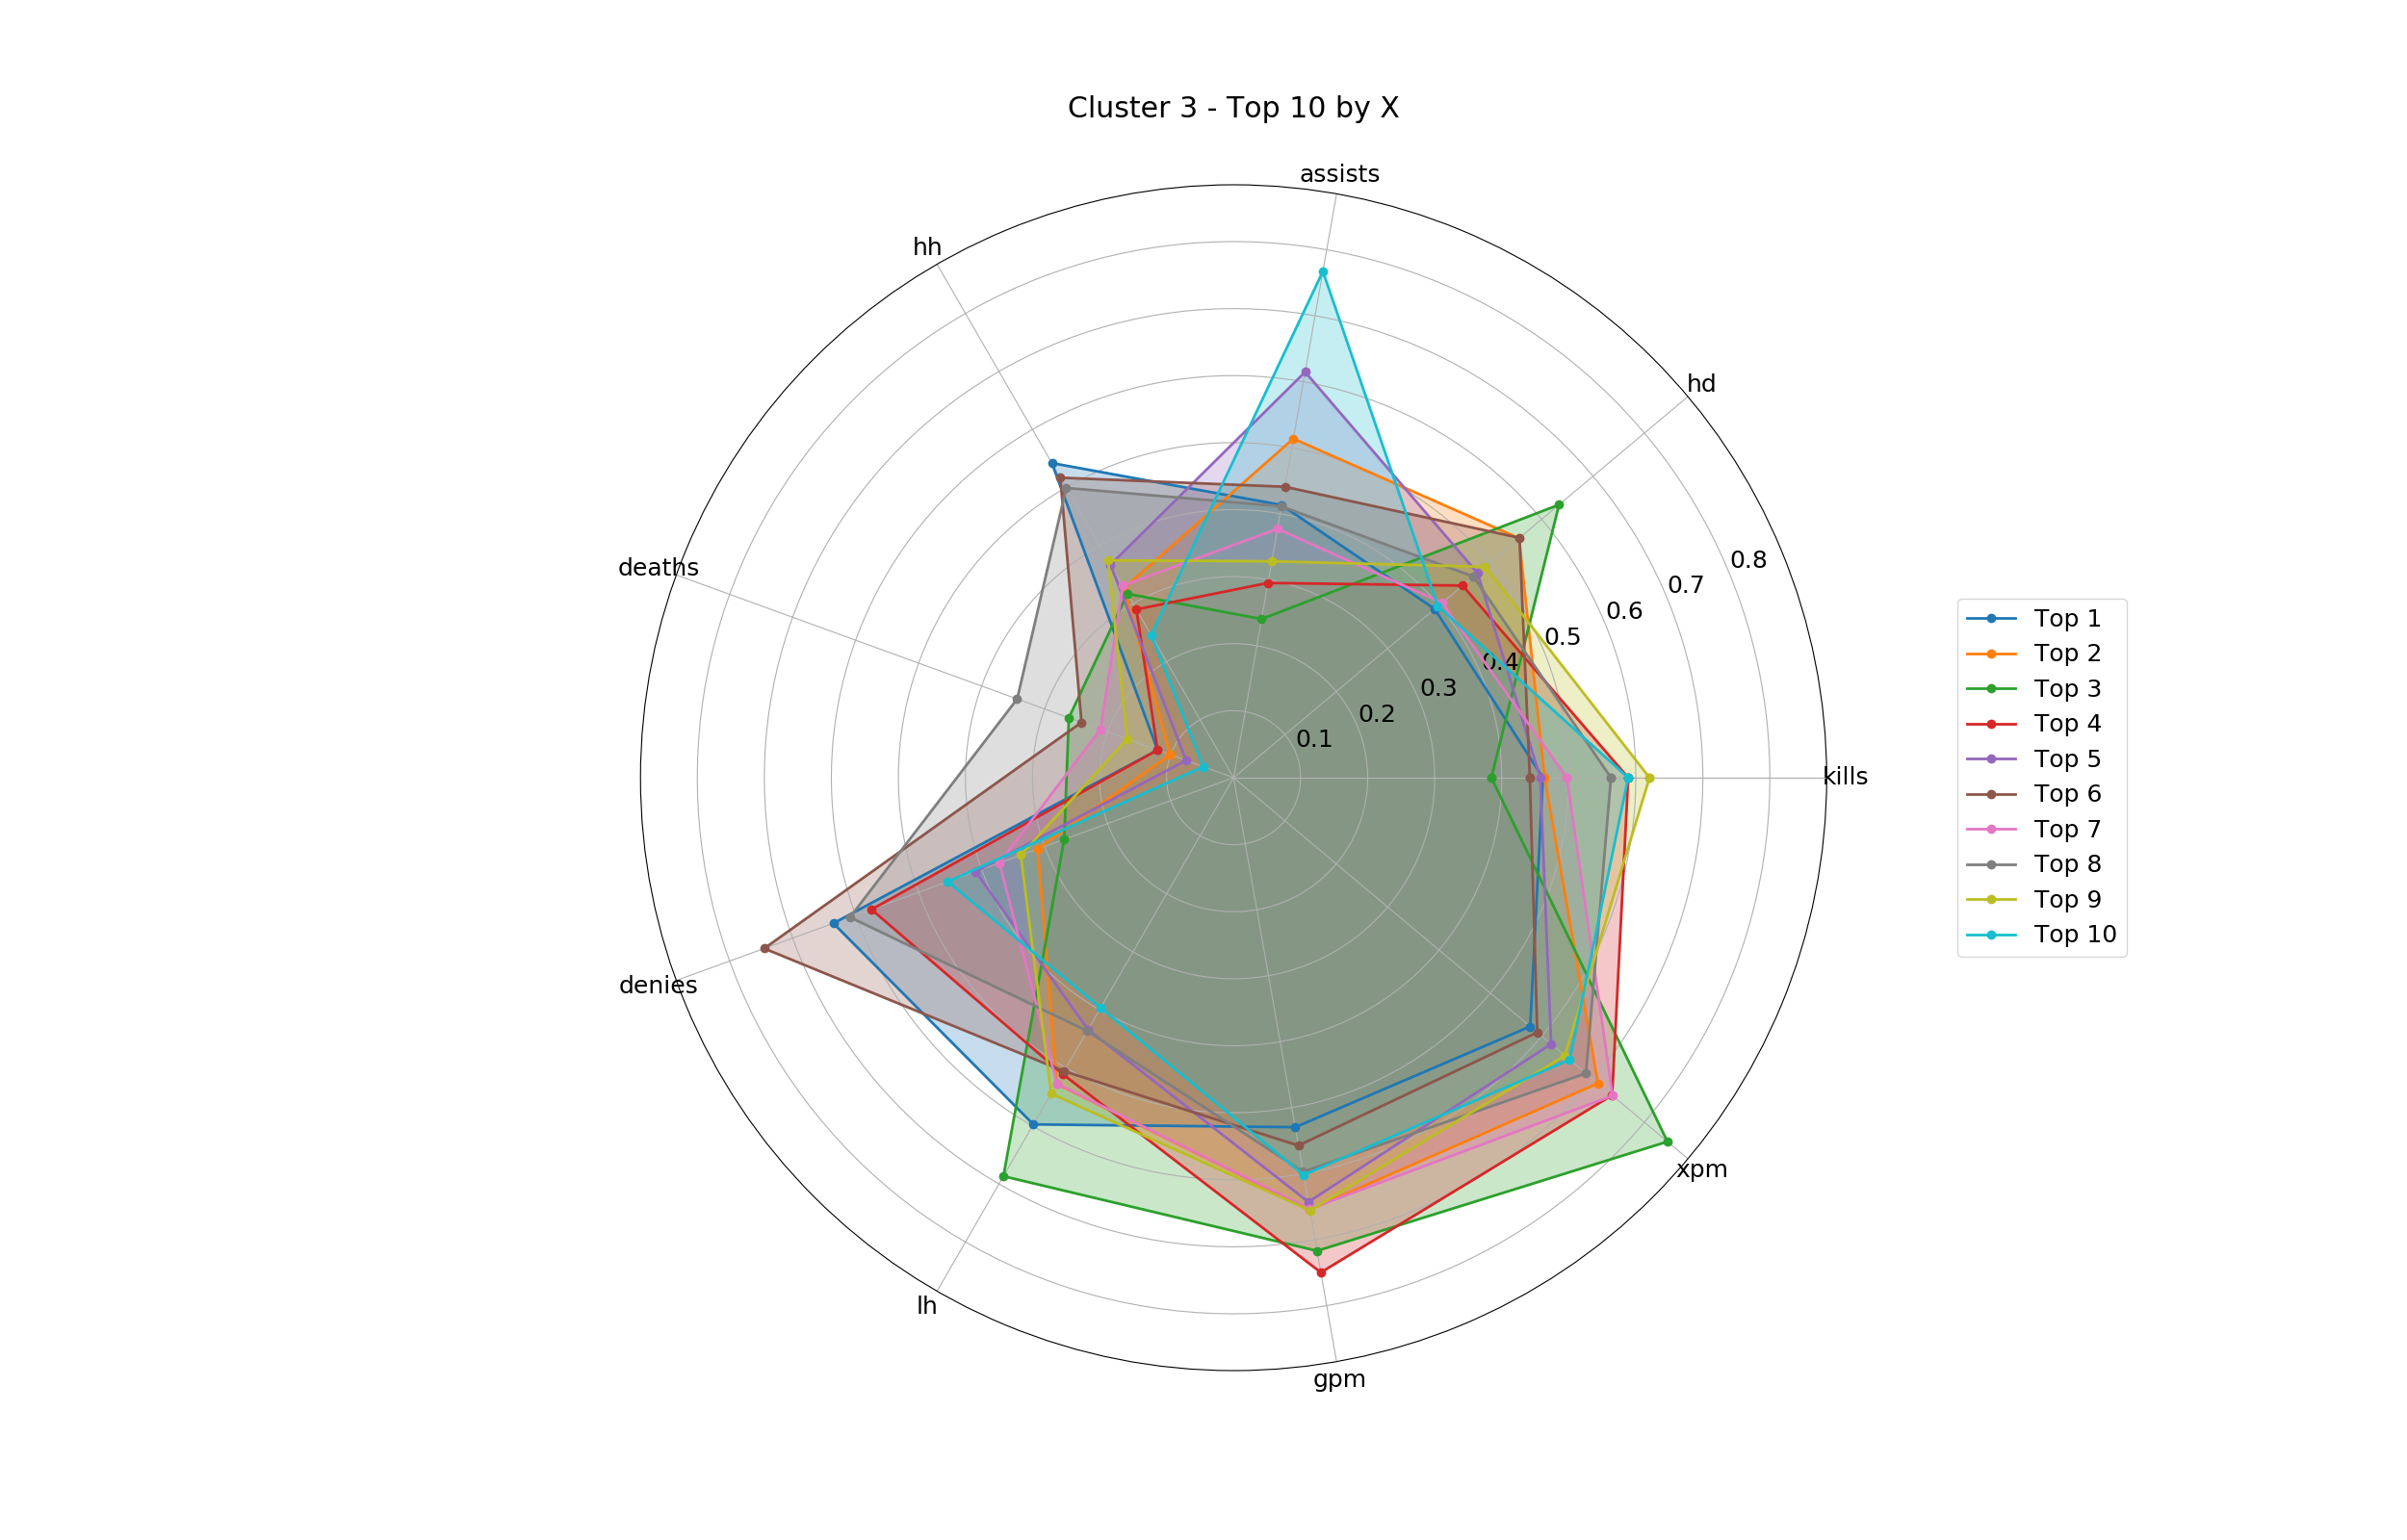 Cluster 3 - Top 10 by X
assists
hh
hd
deaths
kills
denies
xpm
lh
gpm
0.8
0.7
0.6
0.5
0.4
0.3
0.2
0.1
Top 1
Top 2
Top 3
Top 4
Top 5
Top 6
Top 7
Top 8
Top 9
Top 10